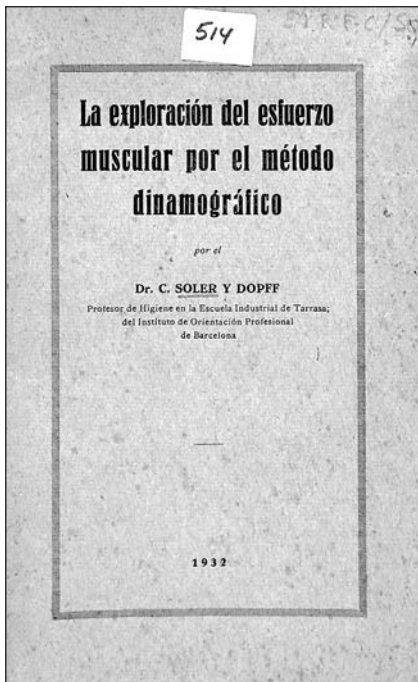 514
La exploración del esfuerzo
muscular por el método
dinamográfico
por el
Dr. C. SOLER Y DOPFF
Profesor de Higiene en la Escuela Industrial de Tarrasa;
del Instituto de Orientación Profesional
de Barcelona
1932